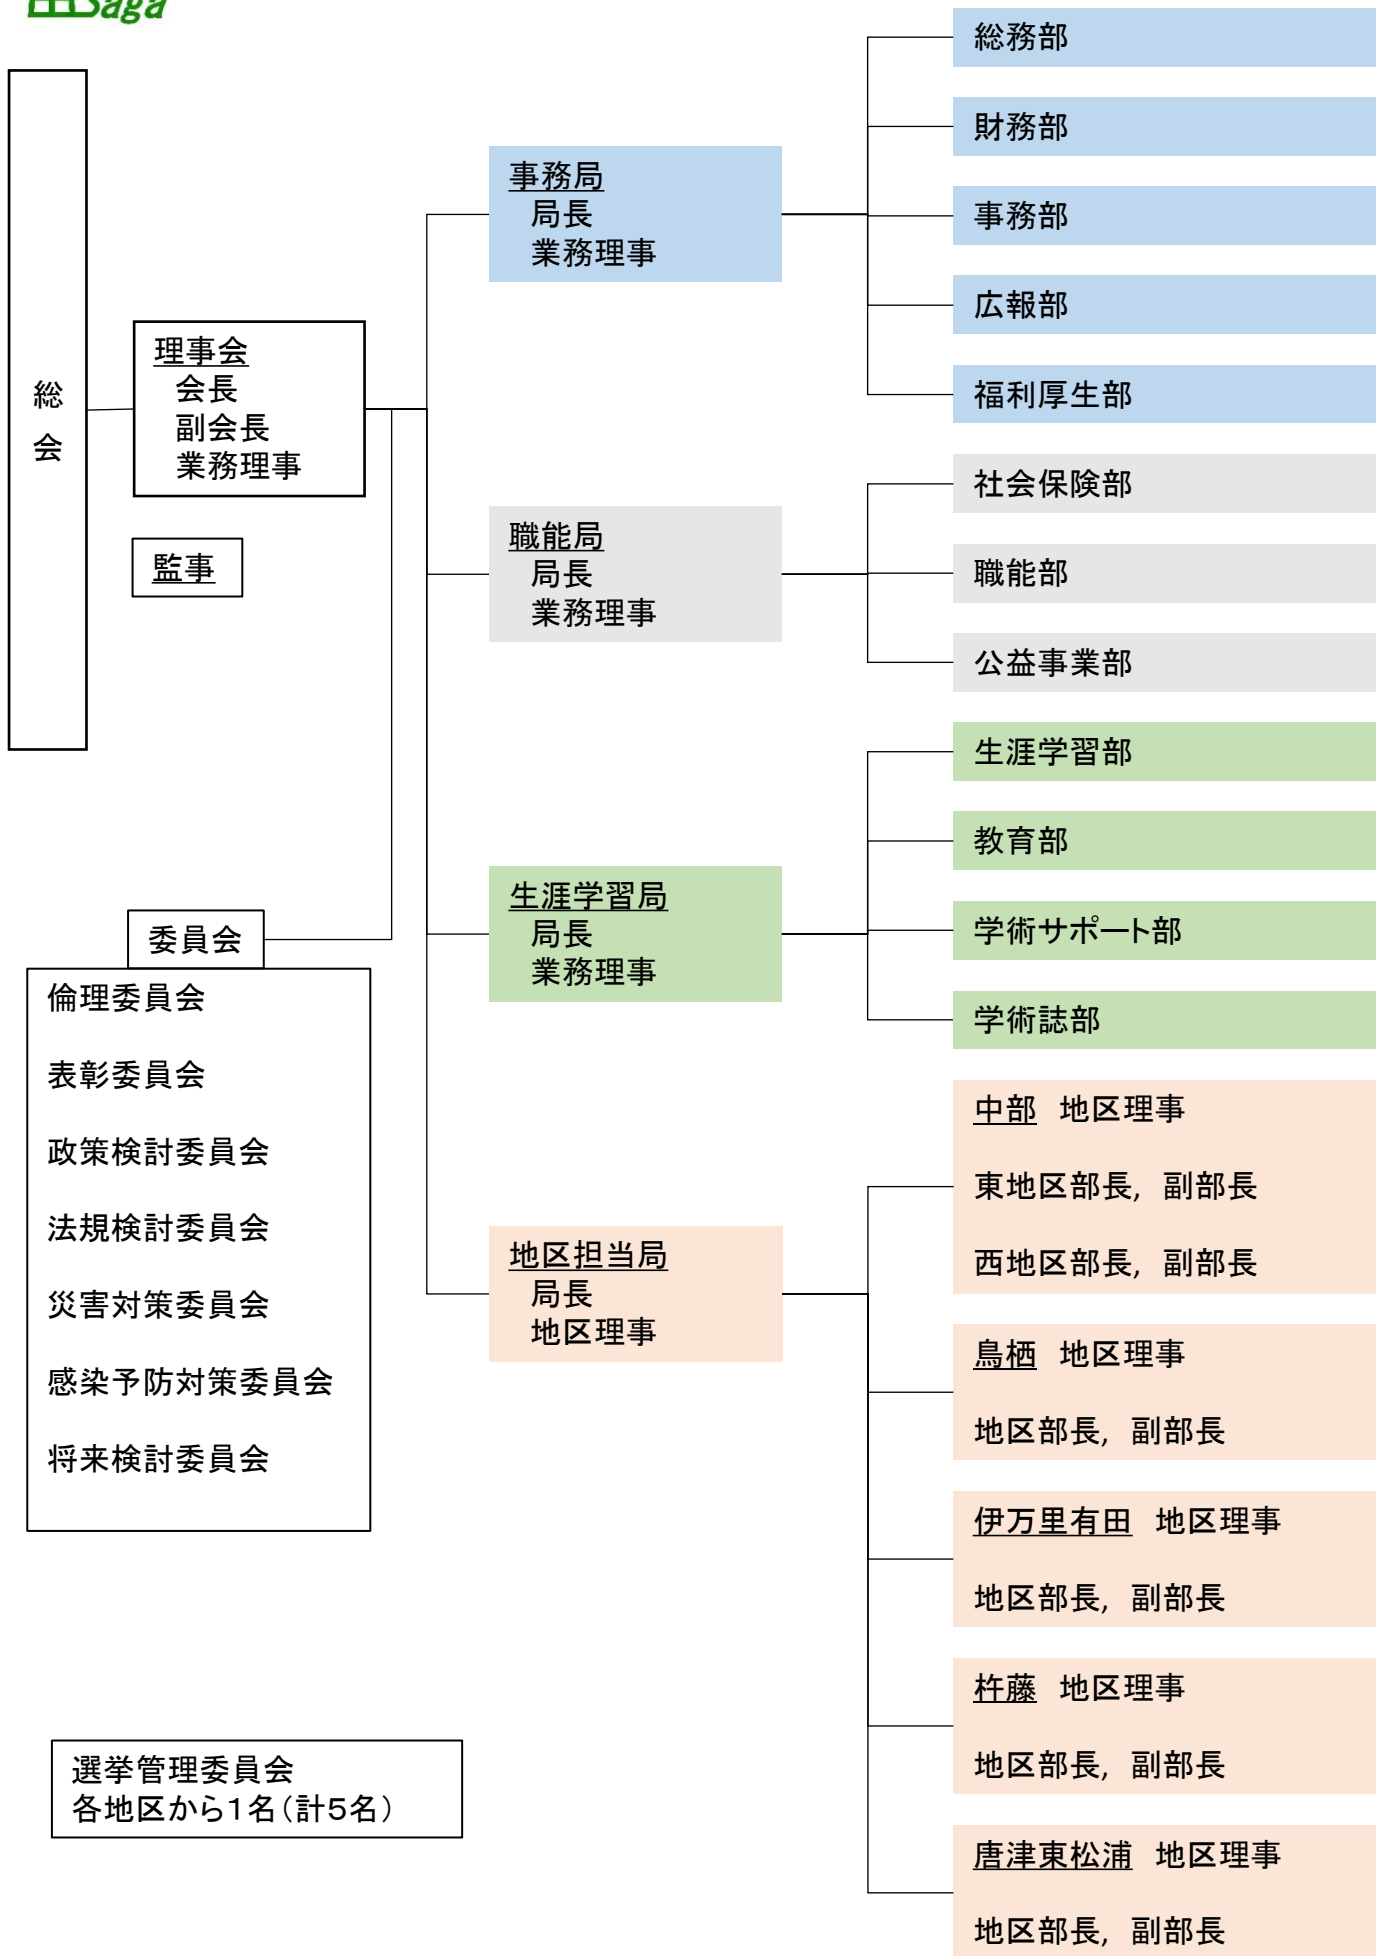 Saga
総
会
理事会
会長
副会長
業務理事
監事
委員会
倫理委員会
表彰委員会
政策検討委員会
法規検討委員会
災害対策委員会
感染予防対策委員会
将来検討委員会
選挙管理委員会
各地区から１名（計５名）
事務局
局長
業務理事
職能局
局長
業務理事
生涯学習局
局長
業務理事
地区担当局
局長
地区理事
総務部
財務部
事務部
広報部
福利厚生部
社会保険部
職能部
公益事業部
生涯学習部
教育部
学術サポート部
学術誌部
中部　地区理事
東地区部長，副部長
西地区部長，副部長
鳥栖　地区理事
地区部長，副部長
伊万里有田　地区理事
地区部長，副部長
杵藤　地区理事
地区部長，副部長
唐津東松浦　地区理事
地区部長，副部長